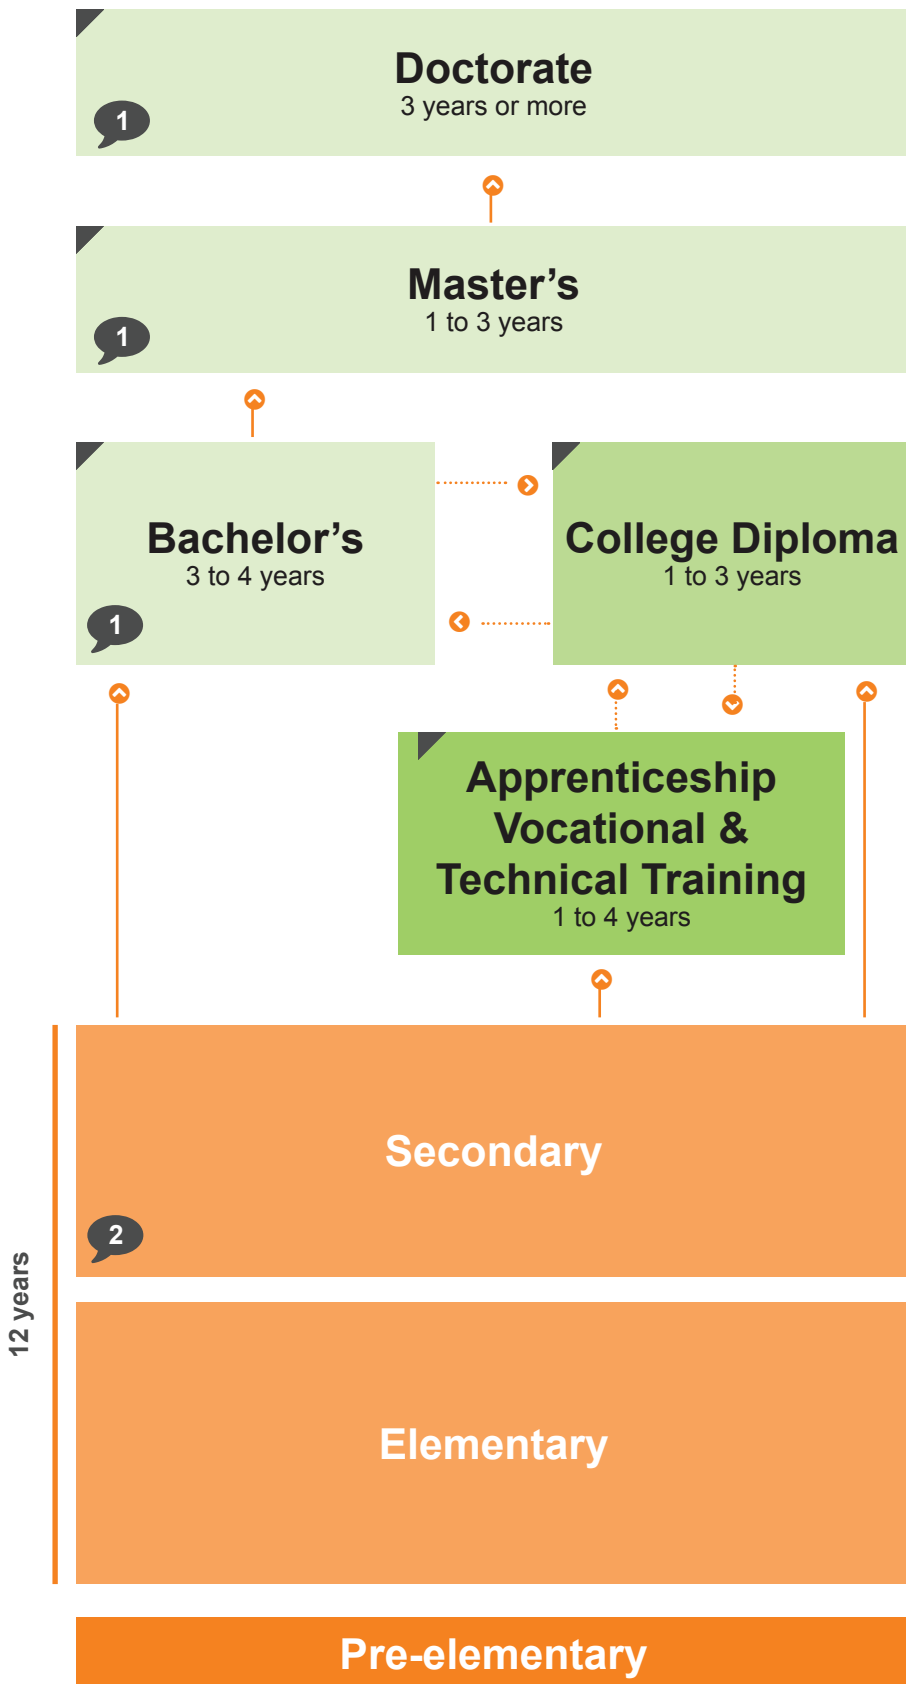 Doctorate
3 years or more
1
Master’s
1 to 3 years
1
Bachelor’s
3 to 4 years
1
College Diploma
1 to 3 years
Apprenticeship
Vocational &
Technical Training
1 to 4 years
12 years
Secondary
2
Elementary
Pre-elementary